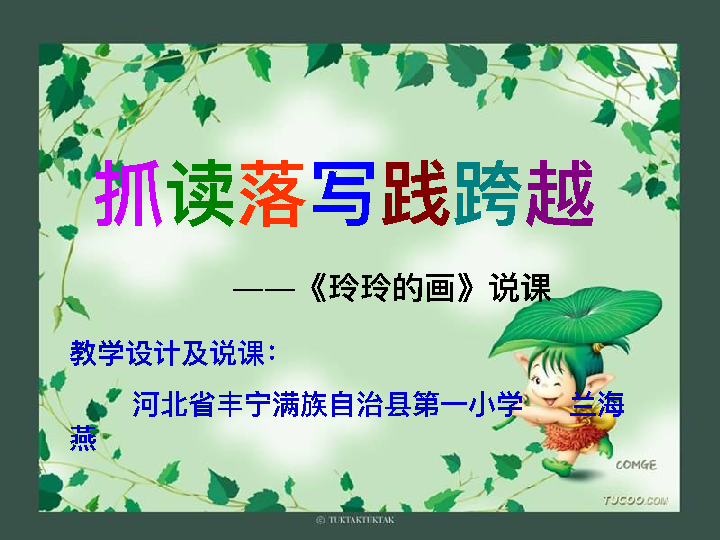 抓读落写践跨越
——《玲玲的画》说课
教学设计及说课：
河北省丰宁满族自治县第一小学 兰海
燕
COMGE
TUCOO.COM
© TUKTAKTUKTAK